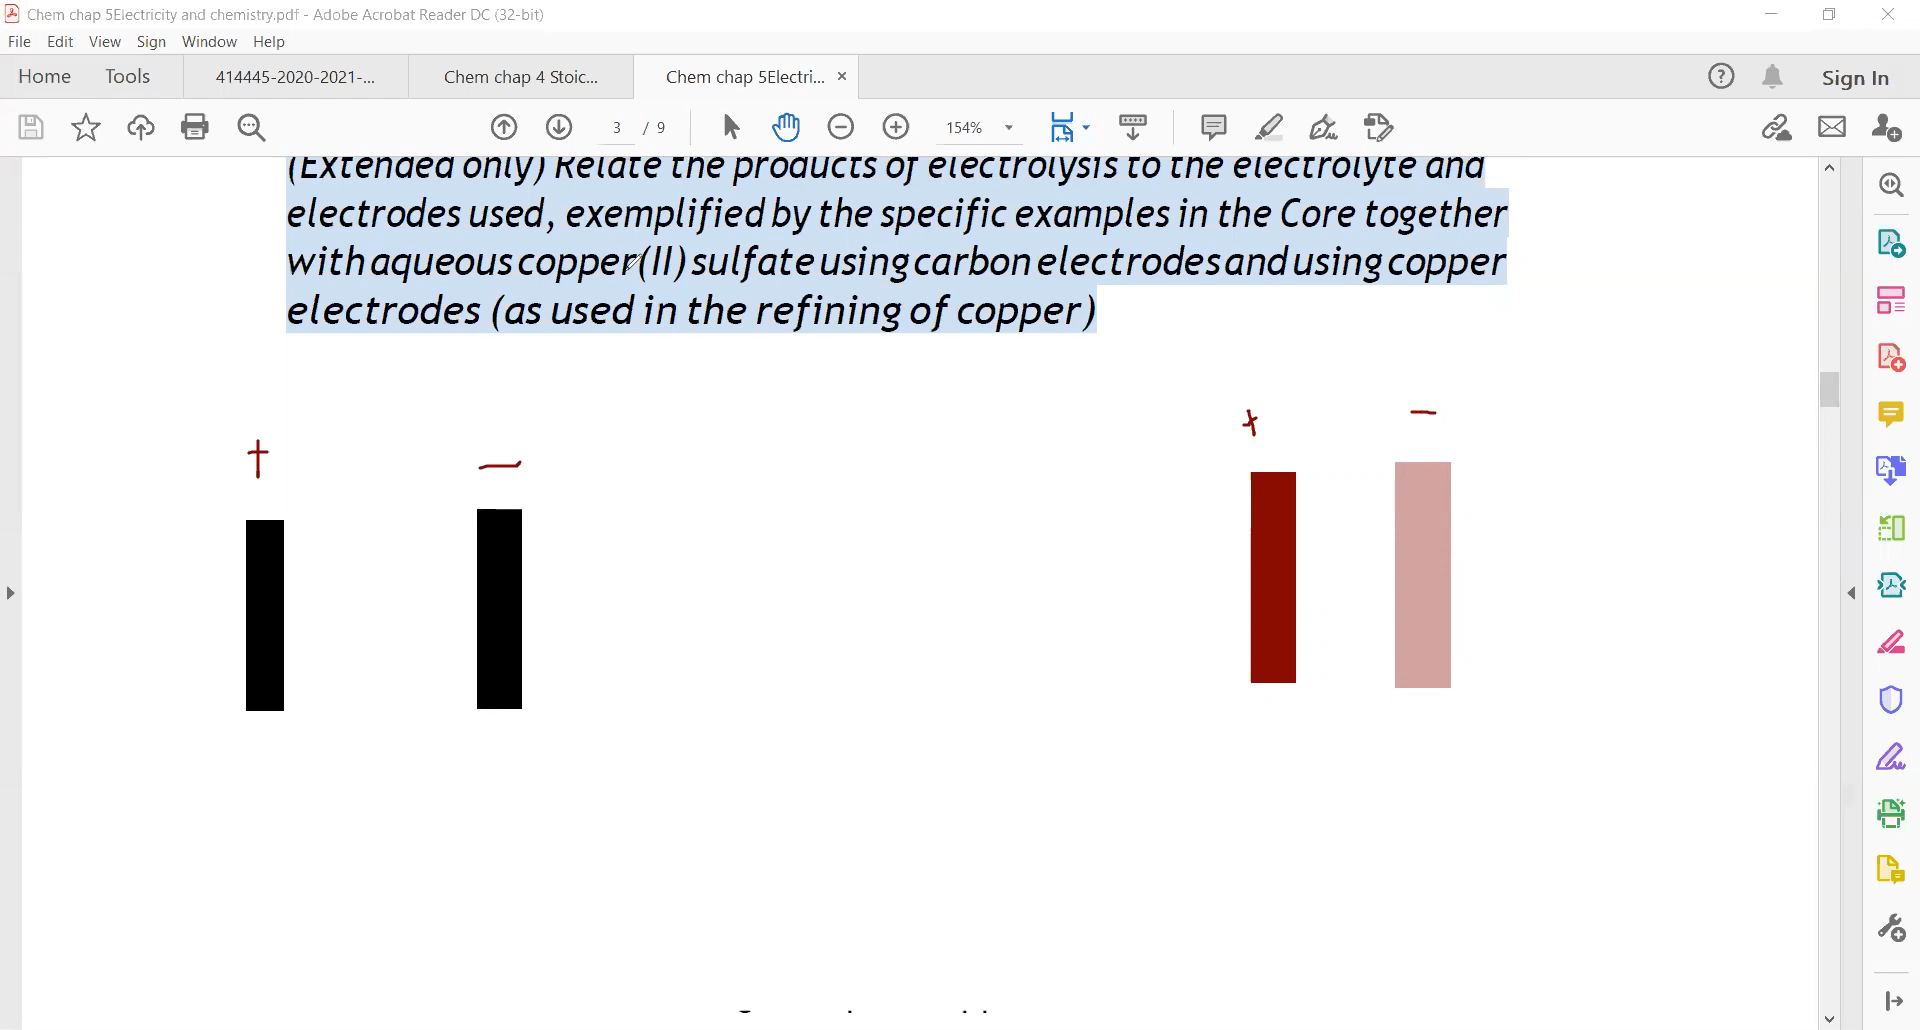 Chem chap 5Electricity and chemistry.pdf - Adobe Acrobat Reader DC (32-bit)
File Edit View Sign Window Help
Home Tools 414445-2020-2021-... Chem chap 4 Stoic... Chem chap 5Electri... × Sign In
3 / 9 154%
(Extended only) Relate the products of electrolysis to the electrolyte and
electrodes used, exemplified by the specific examples in the Core together
with aqueous copper(II) sulfate using carbon electrodes and using copper
electrodes (as used in the refining of copper)
+ −
+ −